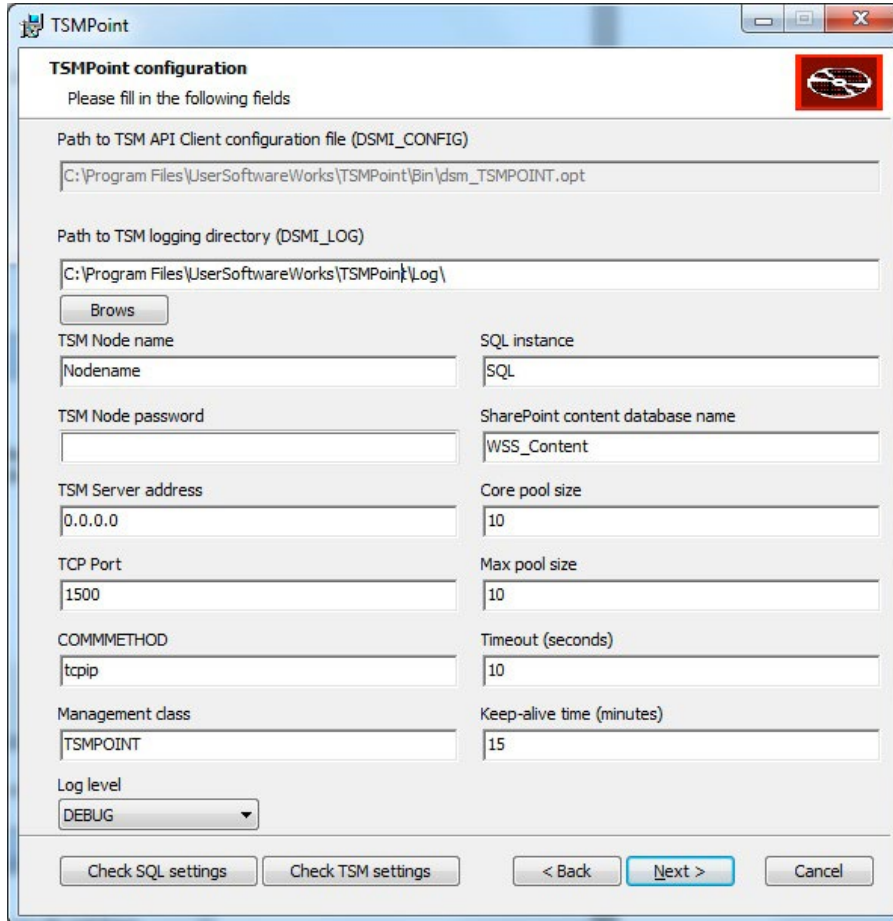 TSMPoint
TSMPoint configuration
Please fill in the following fields
Path to TSM API Client configuration file (DSMI_CONFIG)
C:\Program Files\UserSoftwareWorks\TSMPoint\Bin\dsm_TSMPOINT.opt
Path to TSM logging directory (DSMI_LOG)
C:\Program Files\UserSoftwareWorks\TSMPoint\Log\
Brows
TSM Node name
Nodename
TSM Node password
TSM Server address
0.0.0.0
TCP Port
1500
COMMMETHOD
tcpip
Management class
TSMPOINT
Log level
DEBUG
SQL instance
SQL
SharePoint content database name
WSS_Content
Core pool size
10
Max pool size
10
Timeout (seconds)
10
Keep-alive time (minutes)
15
Check SQL settings
Check TSM settings
< Back
Next >
Cancel